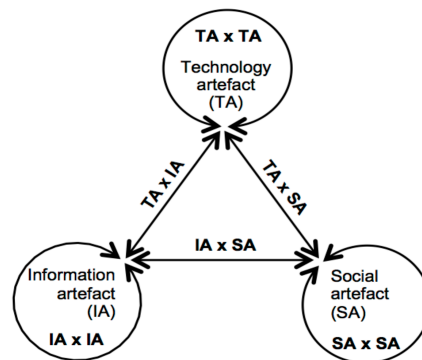 TA x TA
Technology
artefact
(TA)
TA x IA
TA x SA
IA x SA
Information
artefact
(IA)
IA x IA
Social
artefact
(SA)
SA x SA